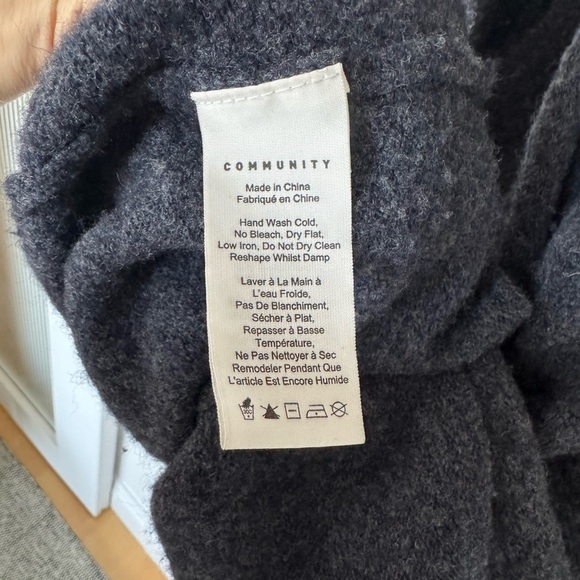 COMMUNITY
Made in China
Fabriqué en Chine
Hand Wash Cold,
No Bleach, Dry Flat,
Low Iron, Do Not Dry Clean
Reshape Whilst Damp
Laver à La Main à
L'eau Froide,
Pas De Blanchiment,
Sécher à Plat,
Repasser à Basse
Température,
Ne Pas Nettoyer à Sec
Remodeler Pendant Que
L'article Est Encore Humide